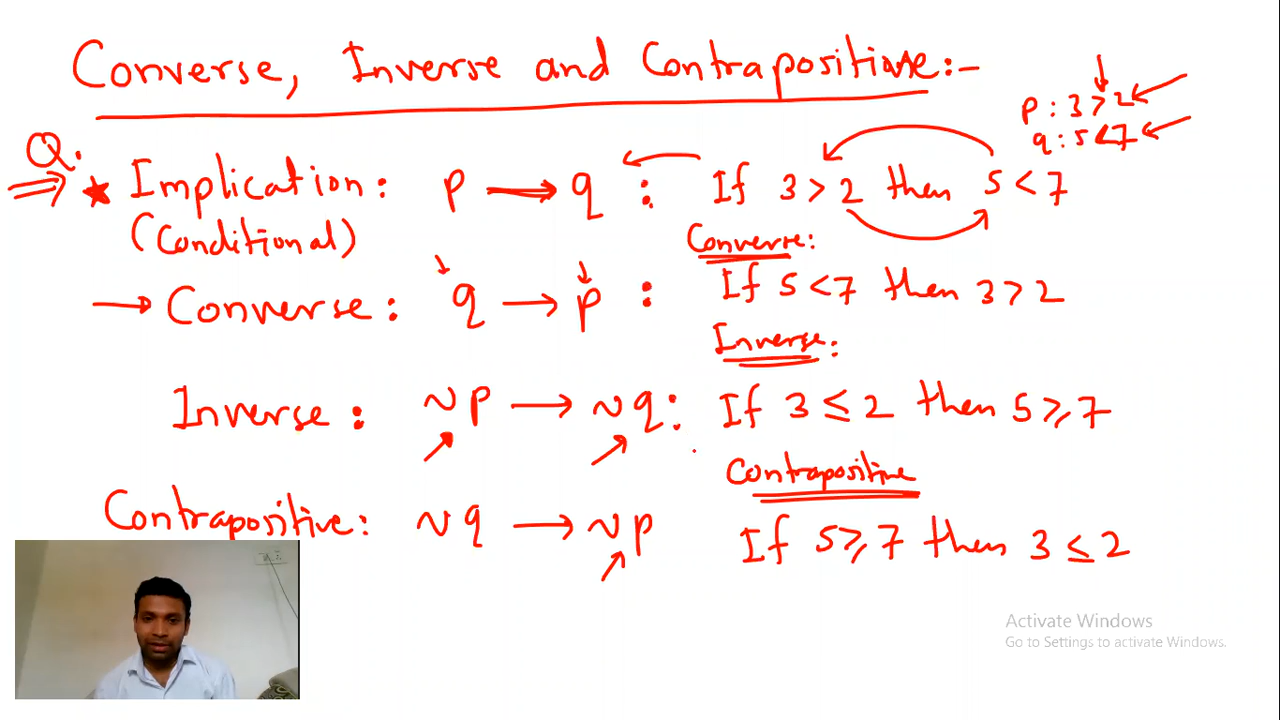 Converse, Inverse and Contrapositive:-
p : 3 > 2
q : 5 < 7
Q.
★ Implication: p → q : If 3 > 2 then 5 < 7
(Conditional)
Converse:
→ Converse: q → p : If 5 < 7 then 3 > 2
Inverse:
Inverse: ~p → ~q: If 3 ≤ 2 then 5 ⩾ 7
Contrapositive
Contrapositive: ~q → ~p If 5 ⩾ 7 then 3 ≤ 2
Activate Windows
Go to Settings to activate Windows.